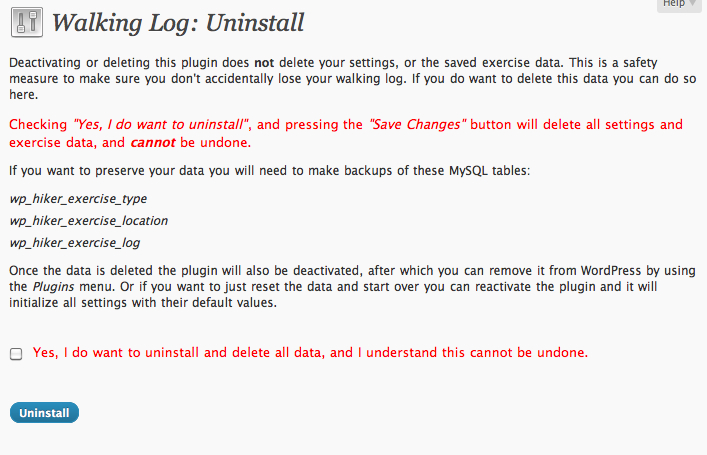 Help
Walking Log: Uninstall
Deactivating or deleting this plugin does not delete your settings, or the saved exercise data. This is a safety
measure to make sure you don't accidentally lose your walking log. If you do want to delete this data you can do so
here.
Checking "Yes, I do want to uninstall", and pressing the "Save Changes" button will delete all settings and
exercise data, and cannot be undone.
If you want to preserve your data you will need to make backups of these MySQL tables:
wp_hiker_exercise_type
wp_hiker_exercise_location
wp_hiker_exercise_log
Once the data is deleted the plugin will also be deactivated, after which you can remove it from WordPress by using
the Plugins menu. Or if you want to just reset the data and start over you can reactivate the plugin and it will
initialize all settings with their default values.
Yes, I do want to uninstall and delete all data, and I understand this cannot be undone.
Uninstall